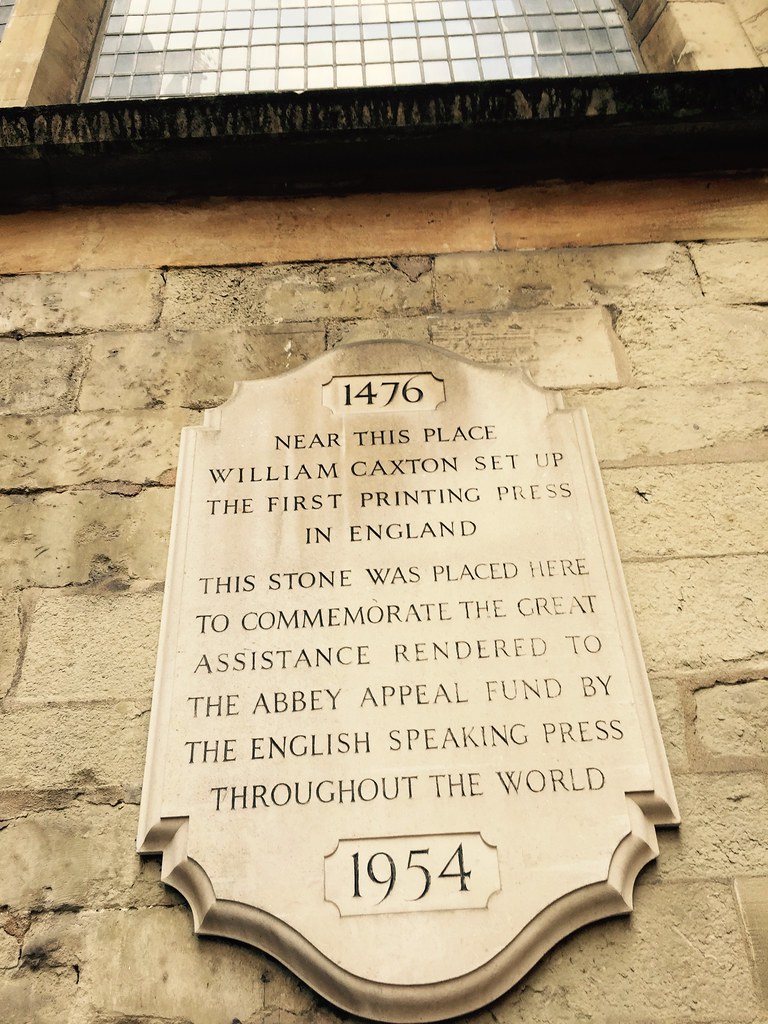 1476
NEAR THIS PLACE
WILLIAM CAXTON SET UP
THE FIRST PRINTING PRESS
IN ENGLAND
THIS STONE WAS PLACED HERE
TO COMMEMORATE THE GREAT
ASSISTANCE RENDERED TO
THE ABBEY APPEAL FUND BY
THE ENGLISH SPEAKING PRESS
THROUGHOUT THE WORLD
1954